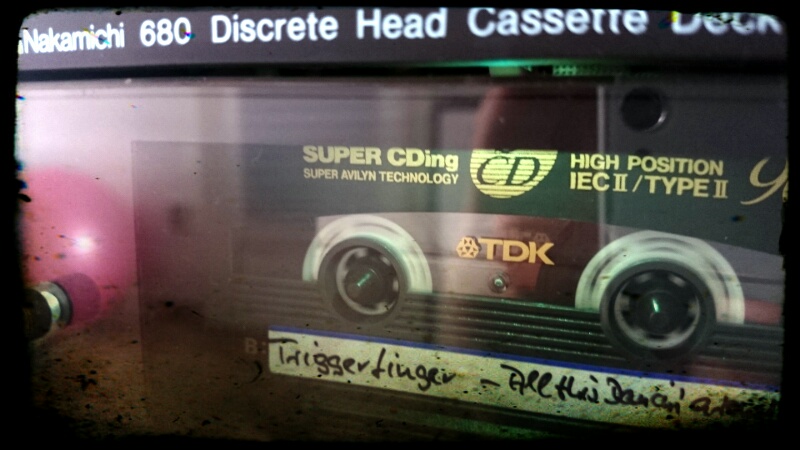 Nakamichi 680 Discrete Head Cassette Deck
SUPER CDing
SUPER AVILYN TECHNOLOGY
CD
HIGH POSITION
IEC II / TYPE II
TDK
Triggerfinger - All this Dancin'